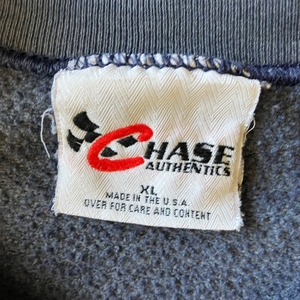 CHASE
AUTHENTICS
XL
MADE IN THE U.S.A.
OVER FOR CARE AND CONTENT